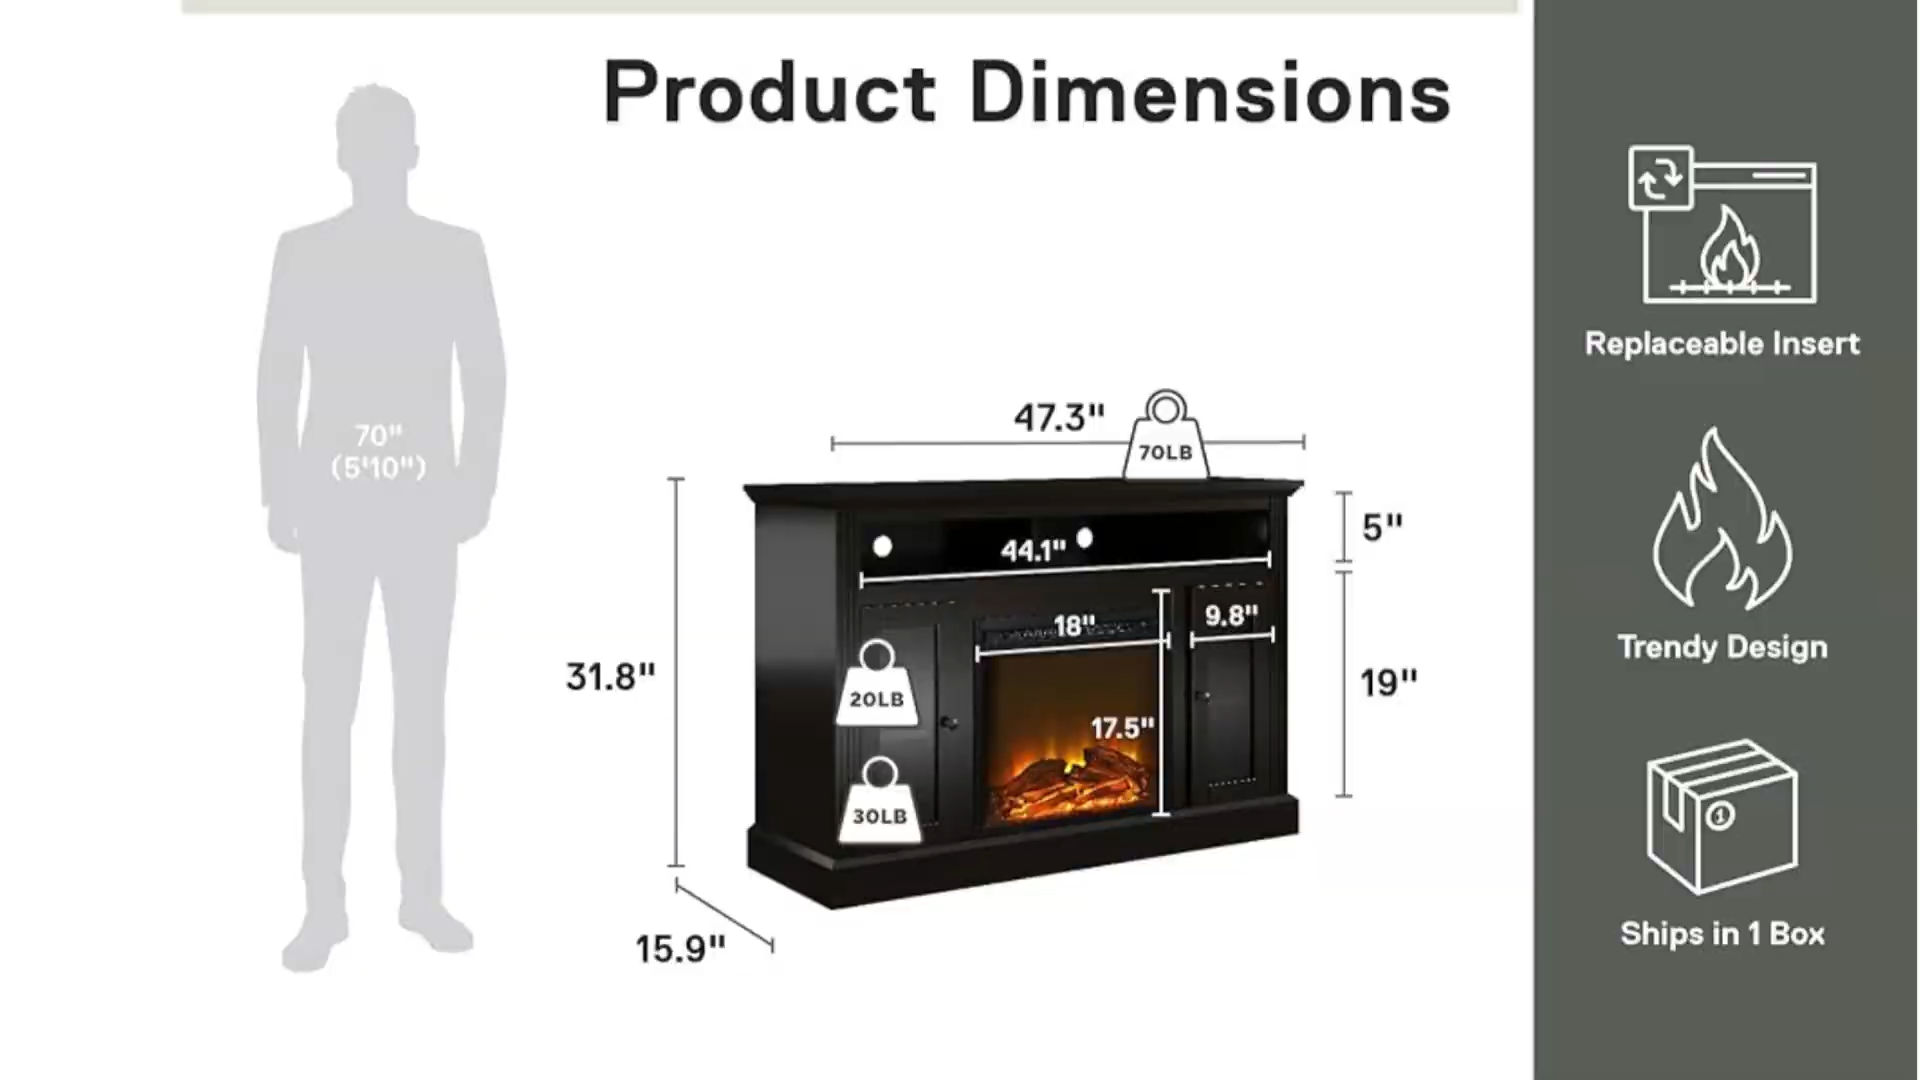 Product Dimensions
70"
(5'10")
47.3"
70LB
5"
44.1"
18"
9.8"
31.8"
20LB
19"
17.5"
30LB
15.9"
Replaceable Insert
Trendy Design
1
Ships in 1 Box